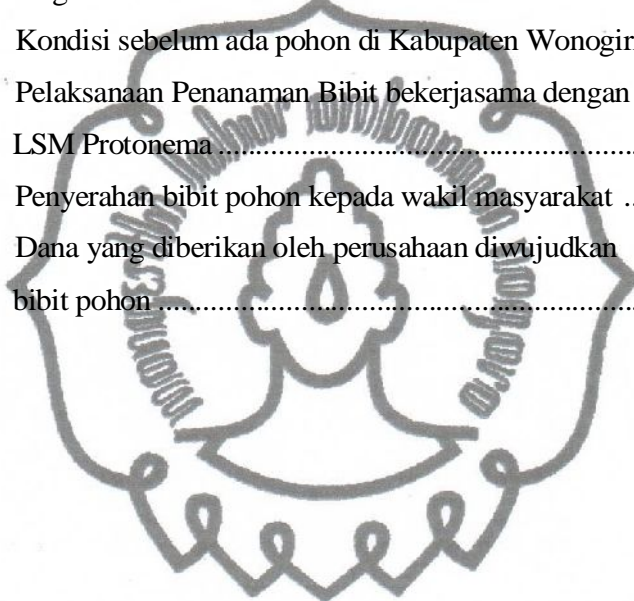 Kondisi sebelum ada pohon di Kabupaten Wonogiri
Pelaksanaan Penanaman Bibit bekerjasama dengan
LSM Protonema ........................................................
Penyerahan bibit pohon kepada wakil masyarakat ..
Dana yang diberikan oleh perusahaan diwujudkan
bibit pohon ................................................................